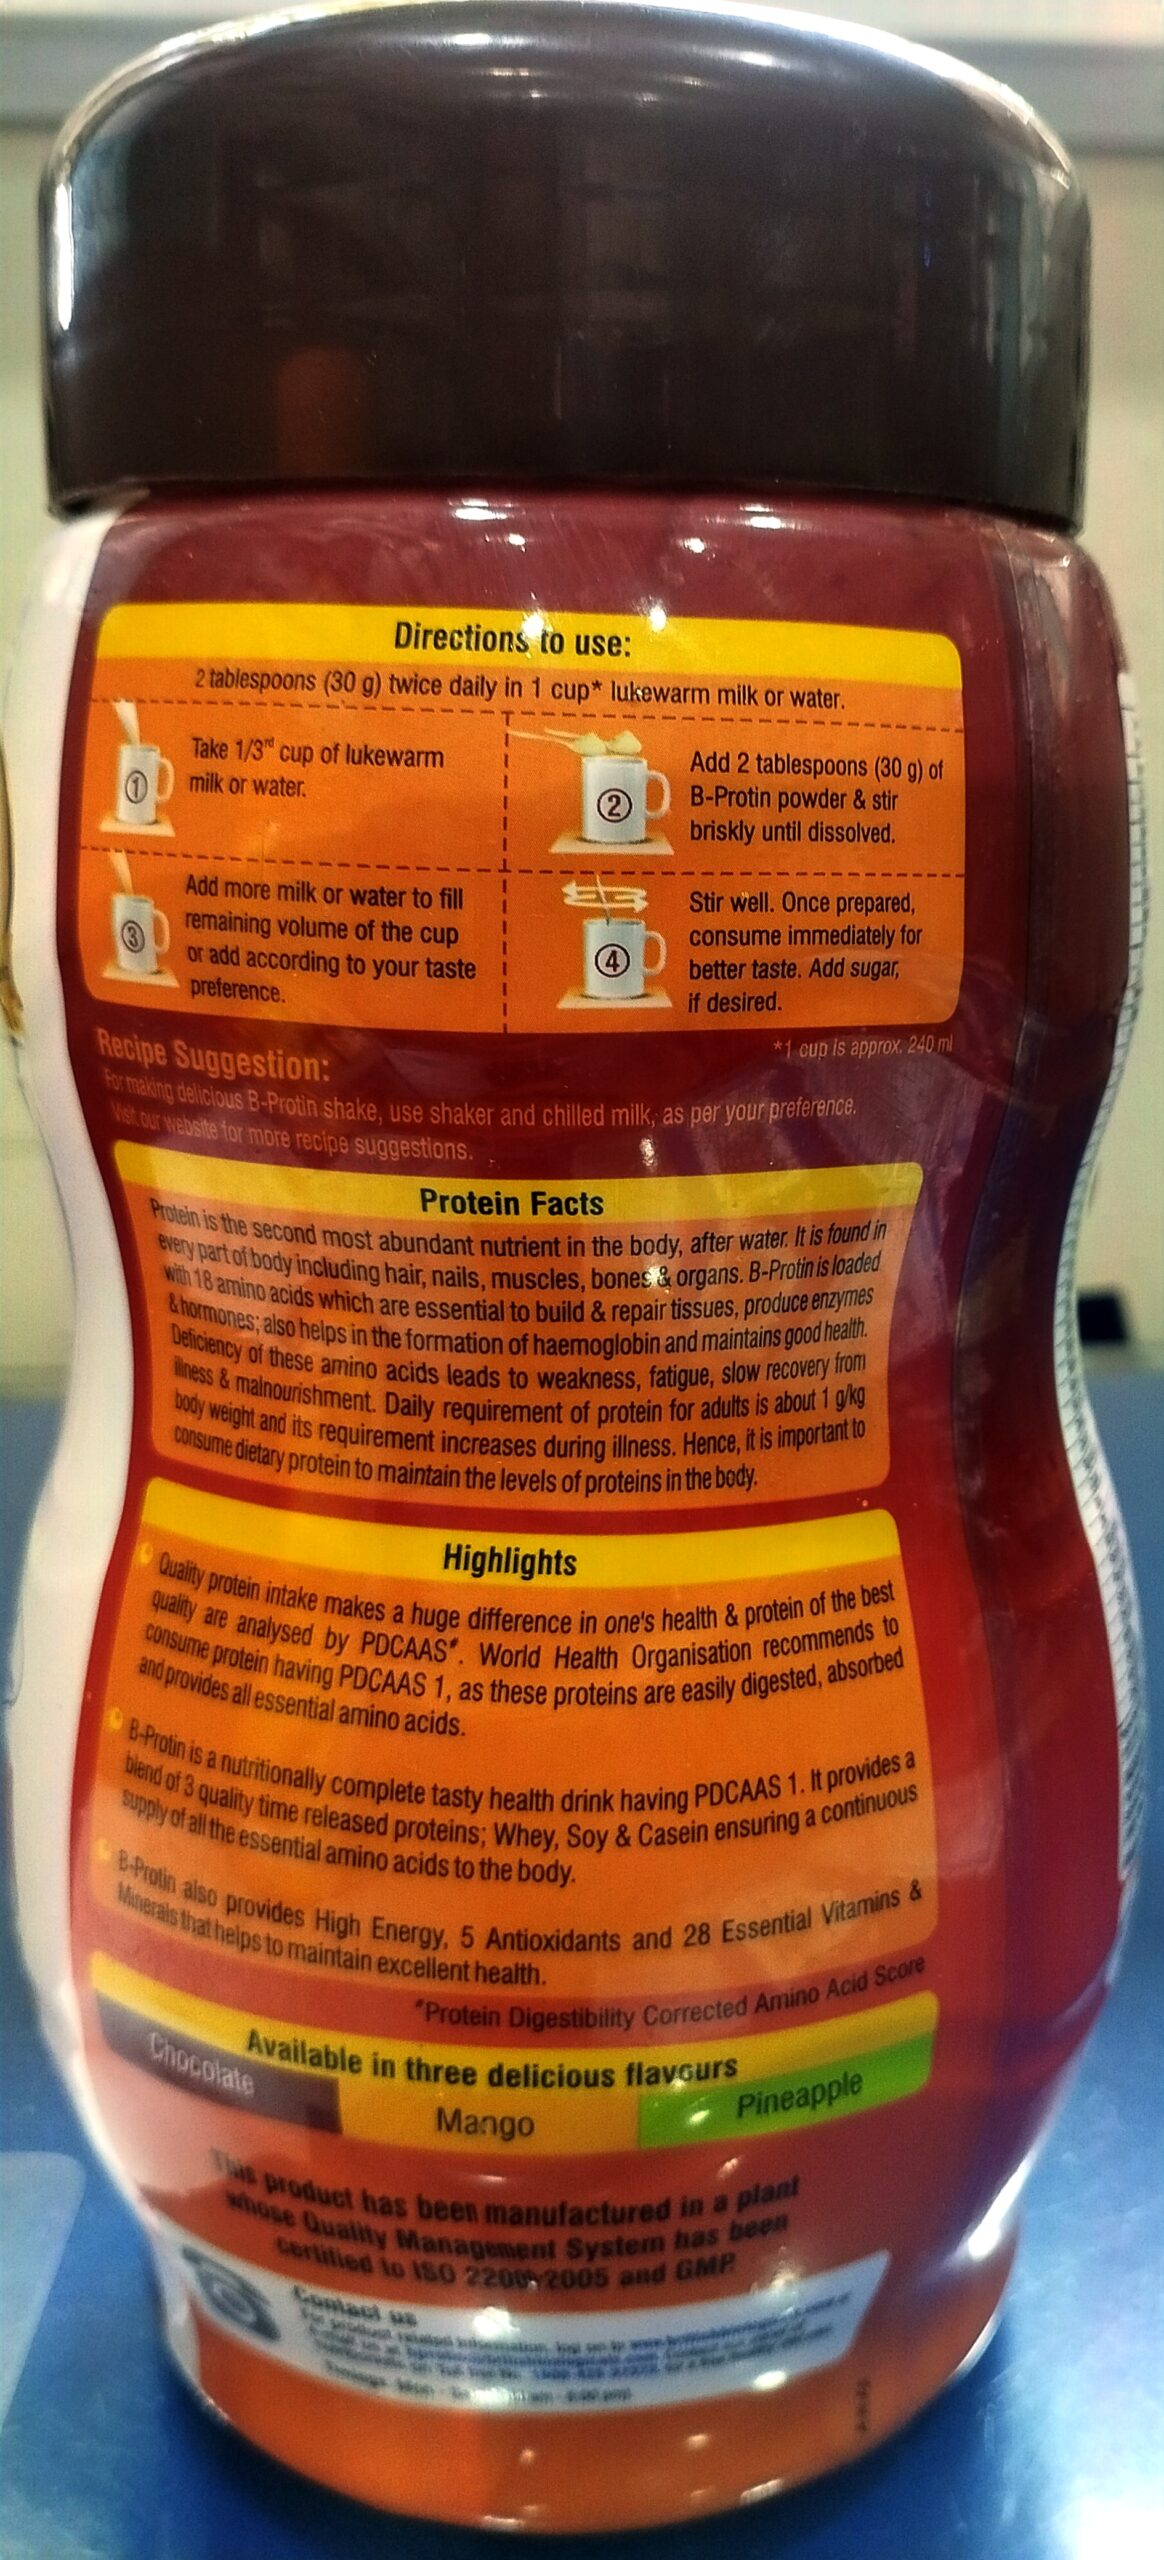 Directions to use:
2 tablespoons (30 g) twice daily in 1 cup* lukewarm milk or water.
1
Take 1/3rd cup of lukewarm
milk or water.
2
Add 2 tablespoons (30 g) of
B-Protin powder & stir
briskly until dissolved.
3
Add more milk or water to fill
remaining volume of the cup
or add according to your taste
preference.
4
Stir well. Once prepared,
consume immediately for
better taste. Add sugar,
if desired.
*1 cup is approx. 240 ml
Recipe Suggestion:
For making delicious B-Protin shake, use shaker and chilled milk, as per your preference.
Visit our website for more recipe suggestions.
Protein Facts
Protein is the second most abundant nutrient in the body, after water. It is found in
every part of body including hair, nails, muscles, bones & organs. B-Protin is loaded
with 18 amino acids which are essential to build & repair tissues, produce enzymes
& hormones; also helps in the formation of haemoglobin and maintains good health.
Deficiency of these amino acids leads to weakness, fatigue, slow recovery from
illness & malnourishment. Daily requirement of protein for adults is about 1 g/kg
body weight and its requirement increases during illness. Hence, it is important to
consume dietary protein to maintain the levels of proteins in the body.
Highlights
Quality protein intake makes a huge difference in one's health & protein of the best
quality are analysed by PDCAAS#. World Health Organisation recommends to
consume protein having PDCAAS 1, as these proteins are easily digested, absorbed
and provides all essential amino acids.
B-Protin is a nutritionally complete tasty health drink having PDCAAS 1. It provides a
blend of 3 quality time released proteins; Whey, Soy & Casein ensuring a continuous
supply of all the essential amino acids to the body.
B-Protin also provides High Energy, 5 Antioxidants and 28 Essential Vitamins &
Minerals that helps to maintain excellent health.
#Protein Digestibility Corrected Amino Acid Score
Available in three delicious flavours
Chocolate
Mango
Pineapple
This product has been manufactured in a plant
whose Quality Management System has been
certified to ISO 22000:2005 and GMP.
Contact us
For product related information, log on to